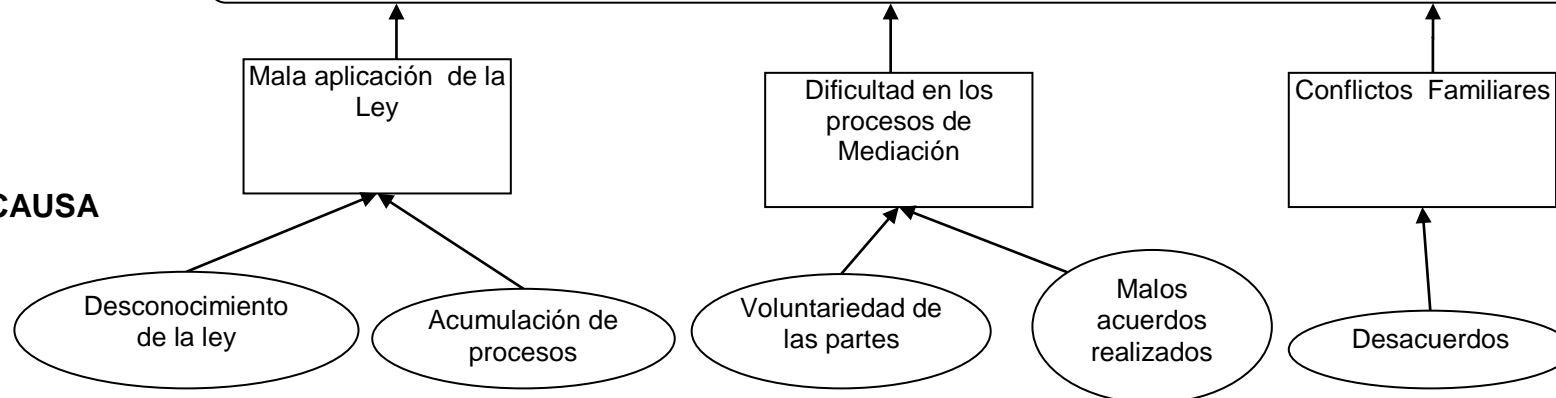 Mala aplicación  de la
Ley
Dificultad en los
procesos de
Mediación
Conflictos  Familiares
CAUSA
Desconocimiento
de la ley
Acumulación de
procesos
Voluntariedad de
las partes
Malos
acuerdos
realizados
Desacuerdos